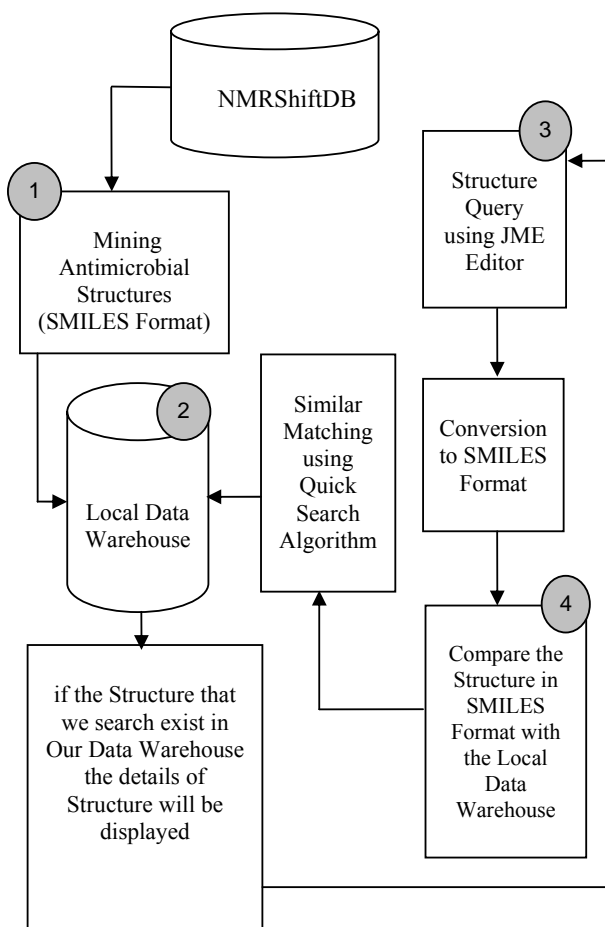 NMRShiftDB
1
Mining
Antimicrobial
Structures
(SMILES Format)
2
Local Data
Warehouse
if the Structure that
we search exist in
Our Data Warehouse
the details of
Structure will be
displayed
Similar
Matching
using
Quick
Search
Algorithm
3
Structure
Query
using JME
Editor
Conversion
to SMILES
Format
4
Compare the
Structure in
SMILES
Format with
the Local
Data
Warehouse